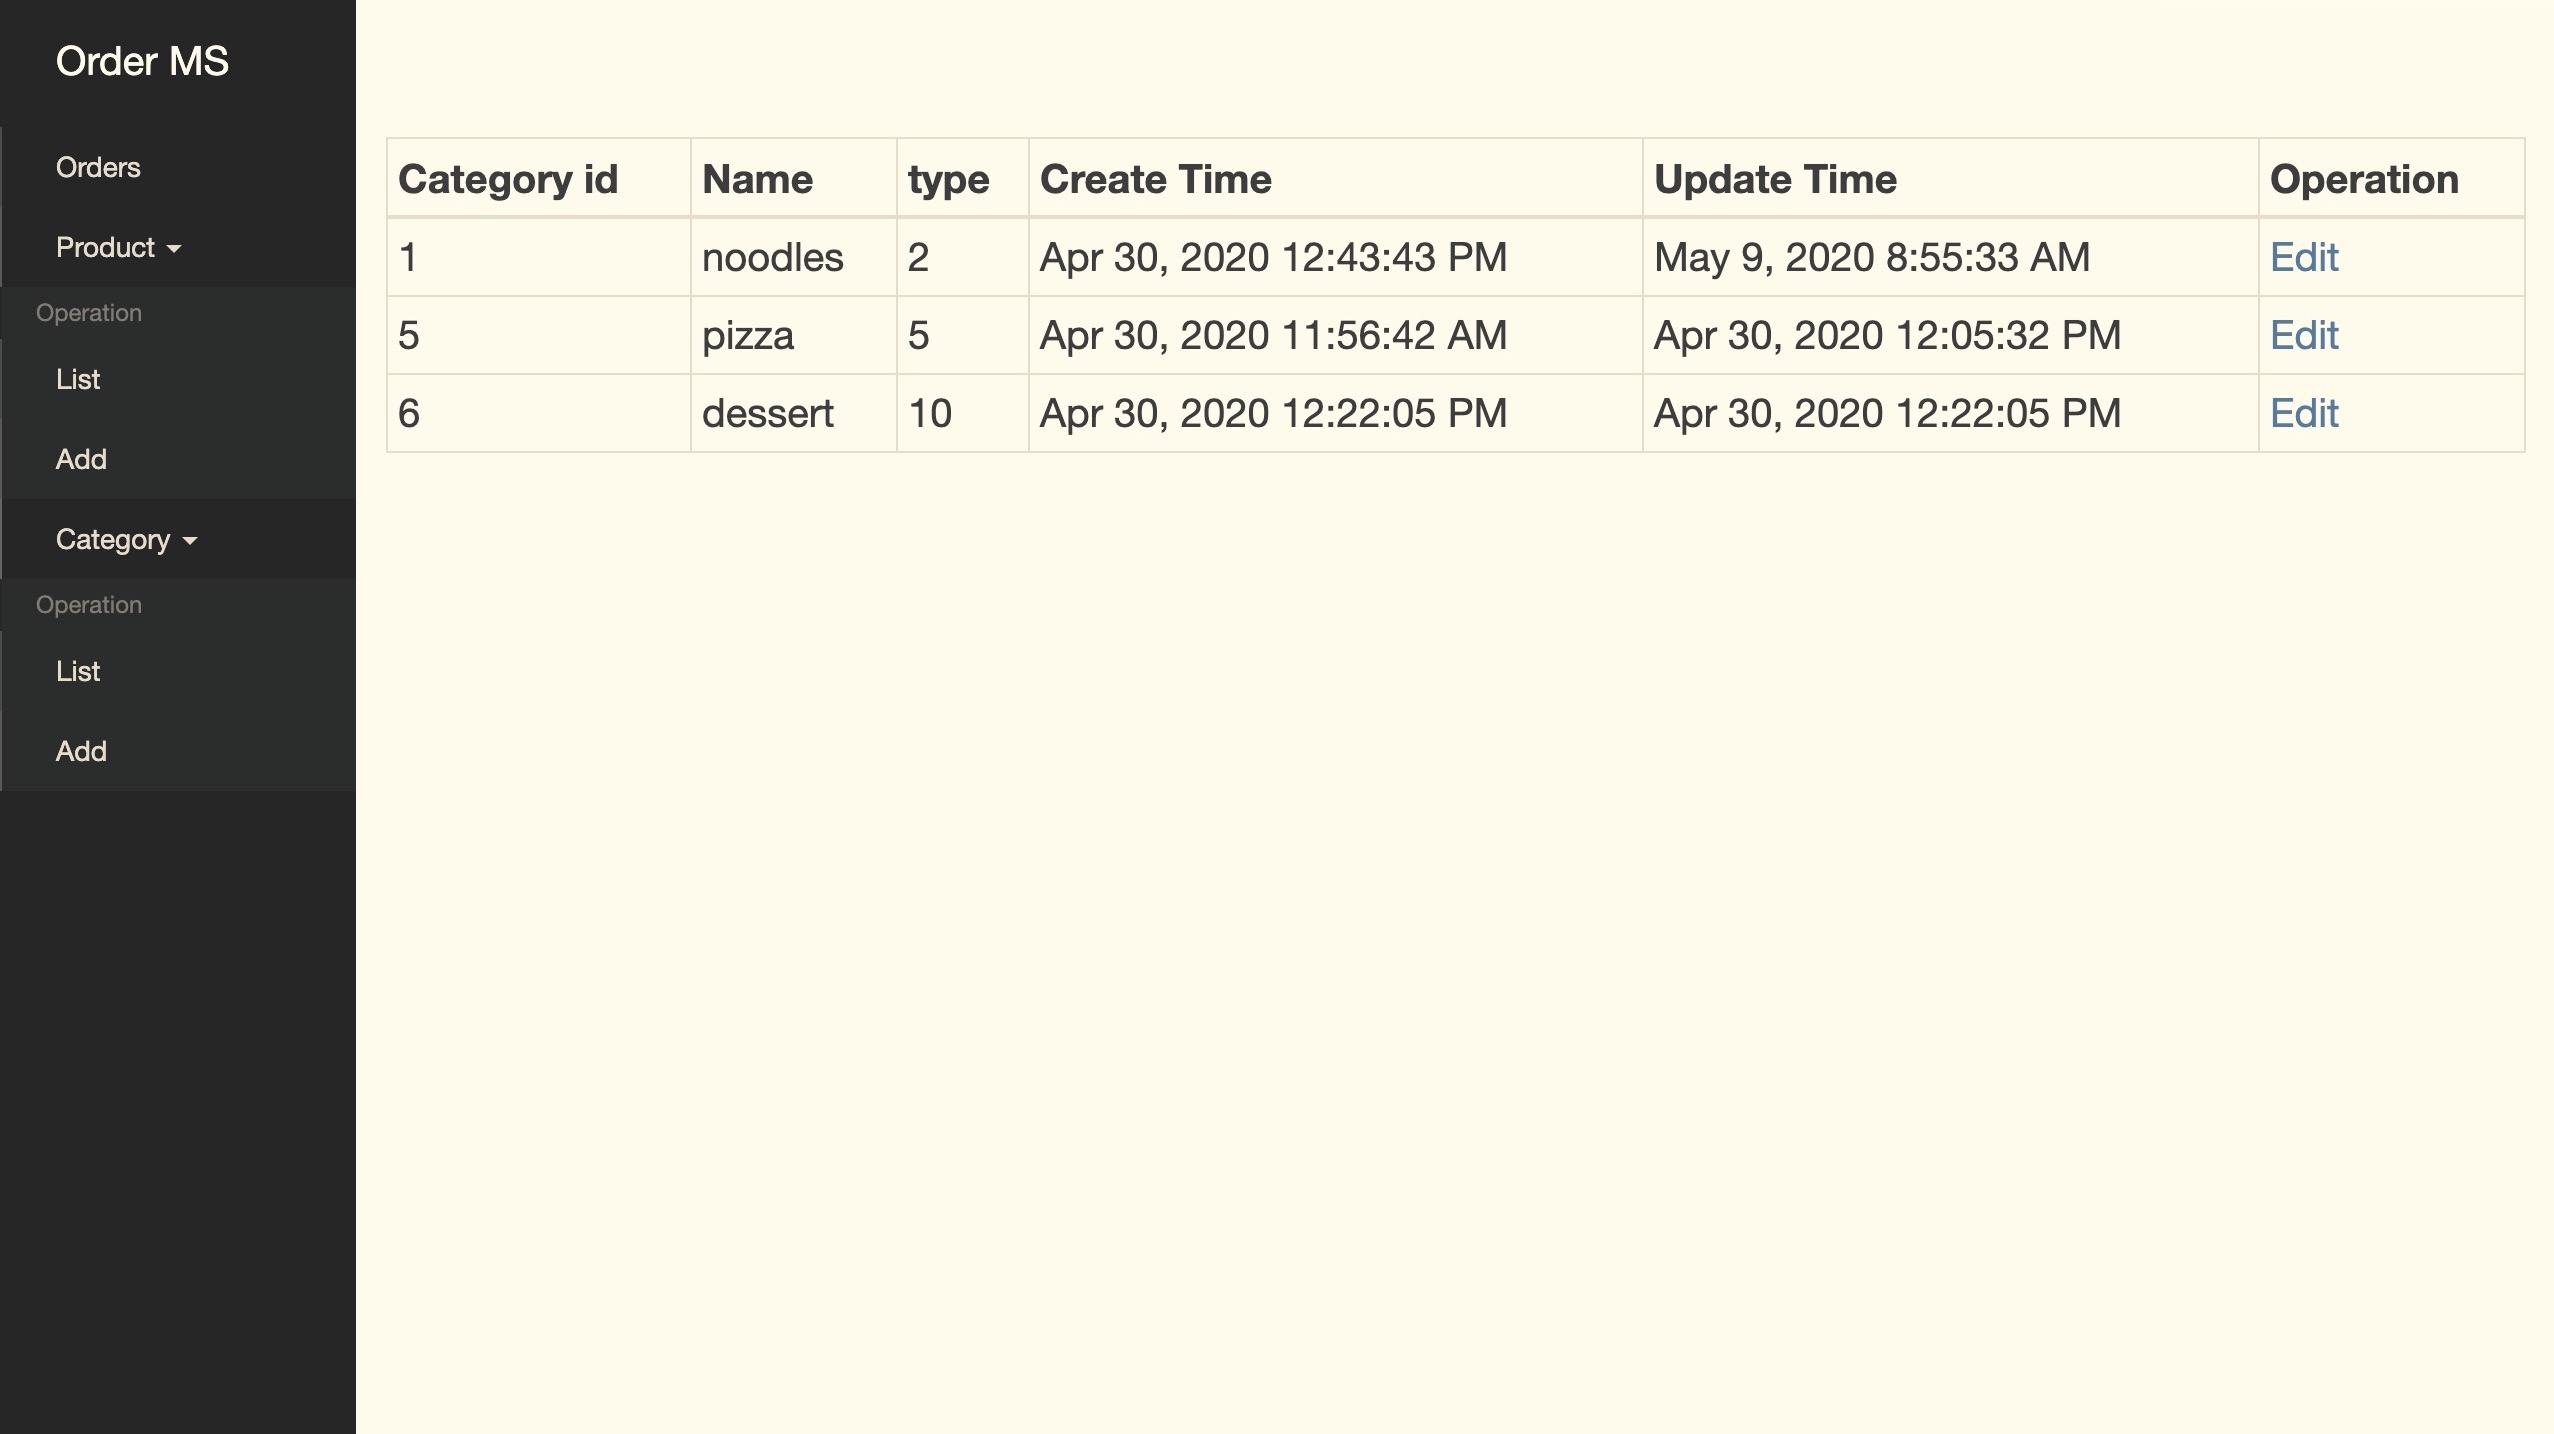 Order MS
Orders
Product
Operation
List
Add
Category
Operation
List
Add
Category id Name type Create Time Update Time Operation
1 noodles 2 Apr 30, 2020 12:43:43 PM May 9, 2020 8:55:33 AM Edit
5 pizza 5 Apr 30, 2020 11:56:42 AM Apr 30, 2020 12:05:32 PM Edit
6 dessert 10 Apr 30, 2020 12:22:05 PM Apr 30, 2020 12:22:05 PM Edit